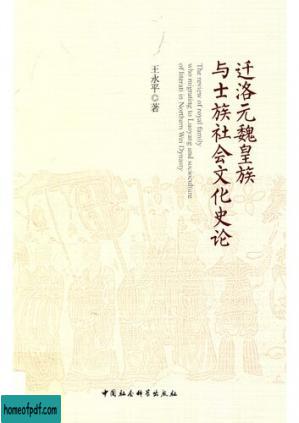 迁洛元魏皇族
与士族社会文化史论
The review of royal family
who migrating to Luoyang and socioculture
of literati in Northern Wei Dynasty
王永平◎著
中国社会科学出版社
homeofpdf.com